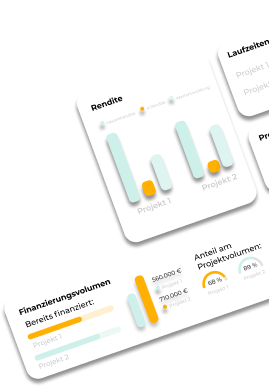 Laufzeiten
Projekt 1
Projekt
Rendite
Projekt 1
Projekt 2
Pro
Finanzierungsvolumen
Bereits finanziert:
Projekt 1
Projekt 2
560.000 €
Projekt 1
710.000 €
Projekt 2
Anteil am
Projektvolumen:
68 %
Projekt 1
89 %
Projekt 2